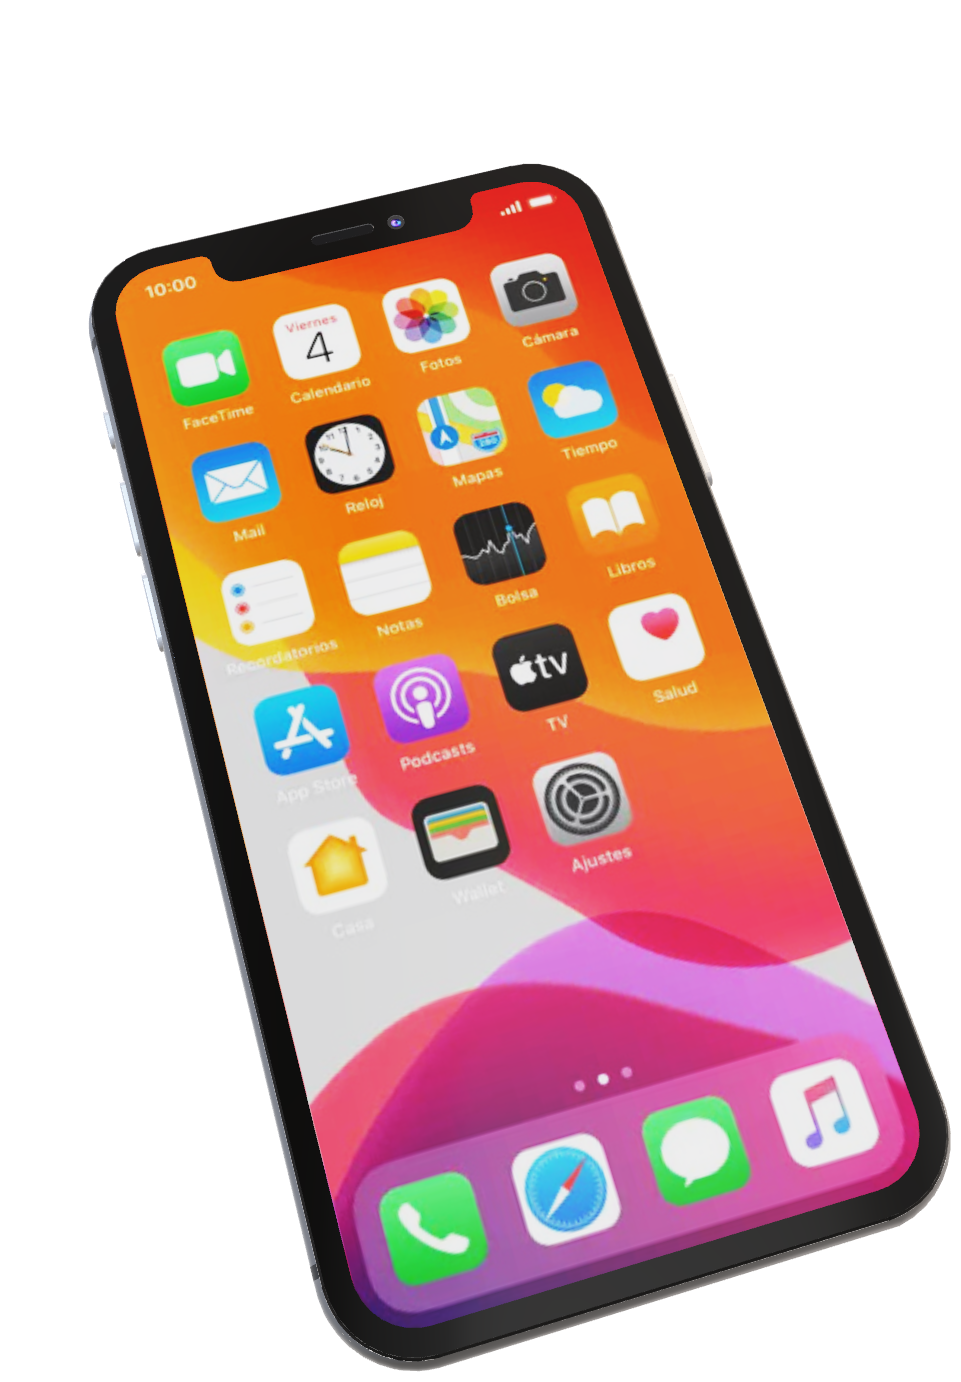 10:00
Viernes
4
FaceTime
Calendario
Fotos
Cámara
Mail
Reloj
280
Mapas
Tiempo
Recordatorios
Notas
Bolsa
Libros
tv
App Store
Podcasts
TV
Salud
Casa
Wallet
Ajustes